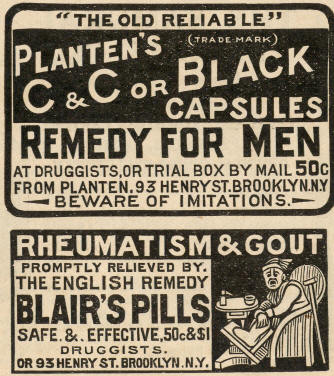 "THE OLD RELIABLE"
PLANTEN'S (TRADE-MARK)
C & C OR BLACK
CAPSULES
REMEDY FOR MEN
AT DRUGGISTS, OR TRIAL BOX BY MAIL 50c
FROM PLANTEN, 93 HENRY ST. BROOKLYN. N.Y
BEWARE OF IMITATIONS.
RHEUMATISM & GOUT
PROMPTLY RELIEVED BY.
THE ENGLISH REMEDY
BLAIR'S PILLS
SAFE. &. EFFECTIVE, 50c & $1
DRUGGISTS.
OR 93 HENRY ST. BROOKLYN. N.Y.